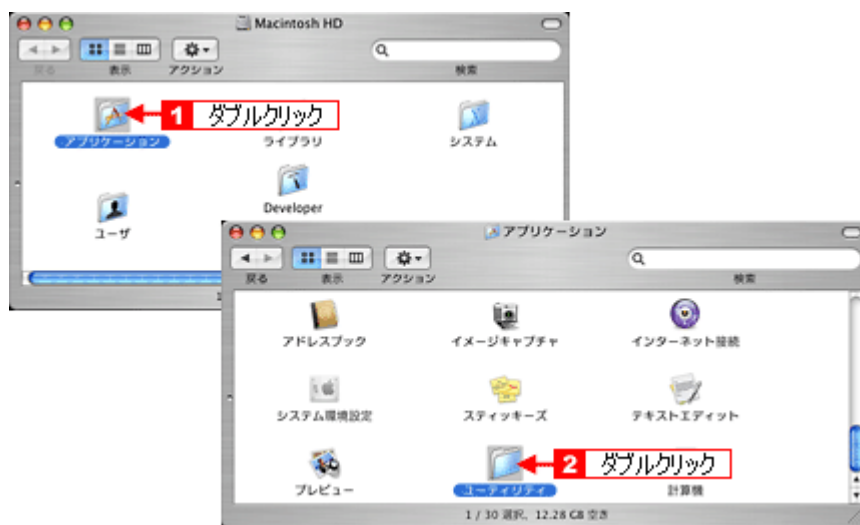 Macintosh HD
戻る 表示 アクション 検索
1 ダブルクリック
アプリケーション ライブラリ システム
ユーザ Developer
アプリケーション
戻る 表示 アクション 検索
アドレスブック イメージキャプチャ インターネット接続
システム環境設定 スティッキーズ テキストエディット
2 ダブルクリック
プレビュー ユーティリティ 計算機
1 / 30 選択、12.28 GB 空き